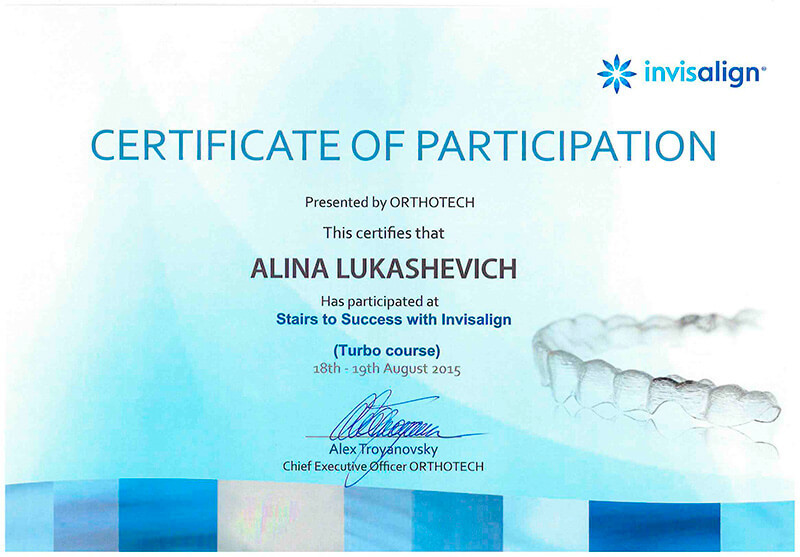 invisalign®
CERTIFICATE OF PARTICIPATION
Presented by ORTHOTECH
This certifies that
ALINA LUKASHEVICH
Has participated at
Stairs to Success with Invisalign
(Turbo course)
18th - 19th August 2015
Alex Troyanovsky
Chief Executive Officer ORTHOTECH